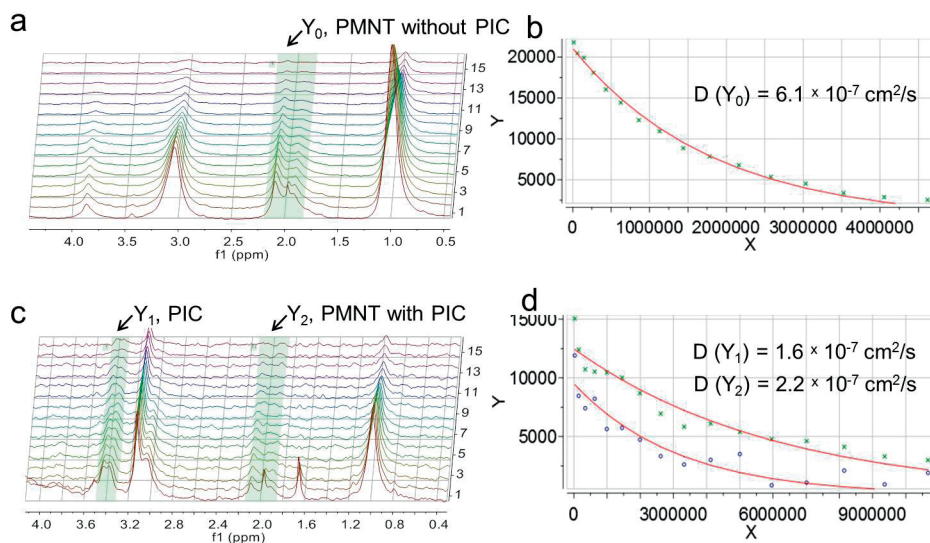 a
Y₀, PMNT without PIC
15
13
11
9
7
5
3
1
4.0 3.5 3.0 2.5 2.0 1.5 1.0 0.5
f1 (ppm)
b
Y
20000
15000
10000
5000
D (Y₀) = 6.1 × 10⁻⁷ cm²/s
0 1000000 2000000 3000000 4000000
X
c
Y₁, PIC
Y₂, PMNT with PIC
15
13
11
9
7
5
3
1
4.0 3.6 3.2 2.8 2.4 2.0 1.6 1.2 0.8 0.4
f1 (ppm)
d
Y
15000
10000
5000
D (Y₁) = 1.6 × 10⁻⁷ cm²/s
D (Y₂) = 2.2 × 10⁻⁷ cm²/s
0 3000000 6000000 9000000
X